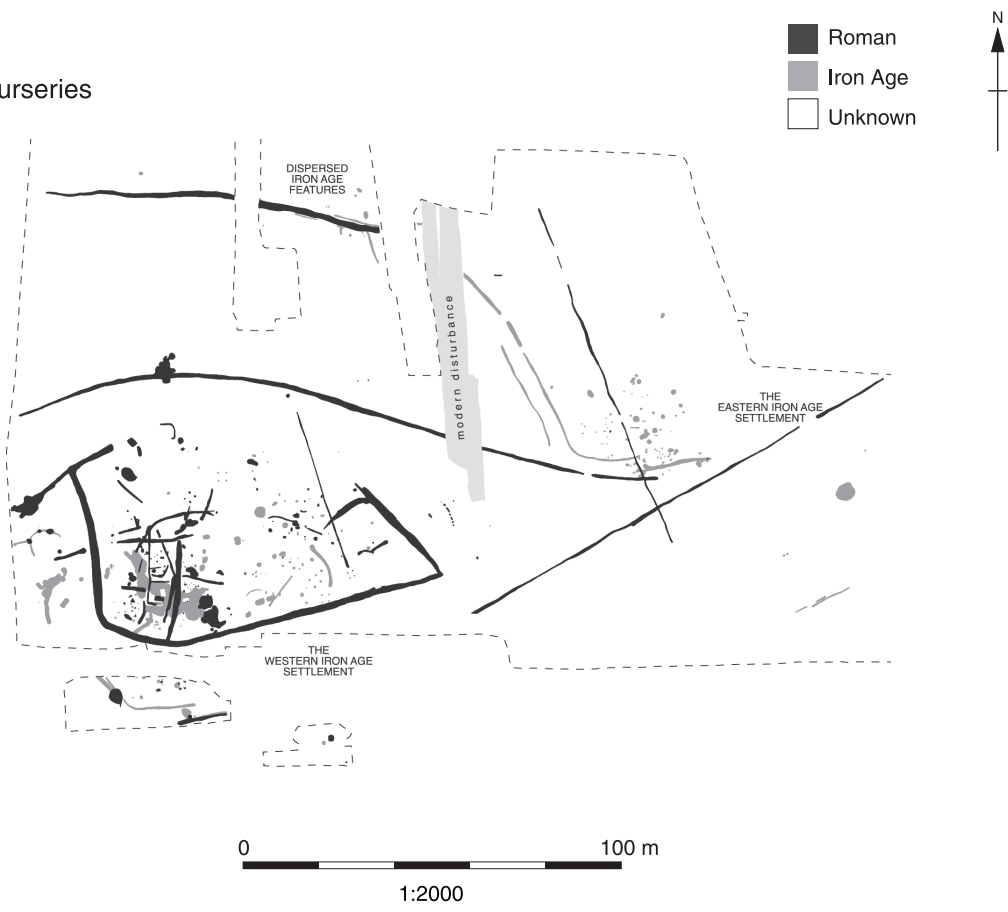 N
Roman
Iron Age
Unknown
urseries
DISPERSED
IRON AGE
FEATURES
modern disturbance
THE
EASTERN IRON AGE
SETTLEMENT
THE
WESTERN IRON AGE
SETTLEMENT
0 100 m
1:2000